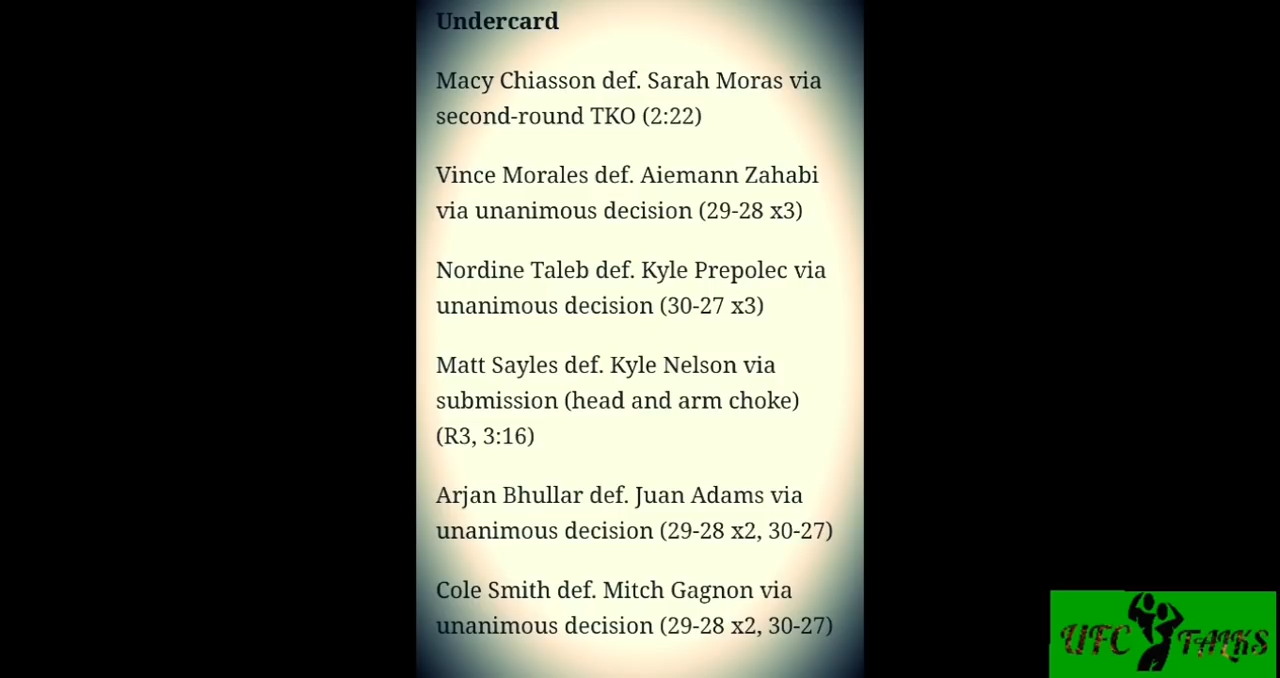 Undercard
Macy Chiasson def. Sarah Moras via
second-round TKO (2:22)
Vince Morales def. Aiemann Zahabi
via unanimous decision (29-28 x3)
Nordine Taleb def. Kyle Prepolec via
unanimous decision (30-27 x3)
Matt Sayles def. Kyle Nelson via
submission (head and arm choke)
(R3, 3:16)
Arjan Bhullar def. Juan Adams via
unanimous decision (29-28 x2, 30-27)
Cole Smith def. Mitch Gagnon via
unanimous decision (29-28 x2, 30-27)
UFC TALKS